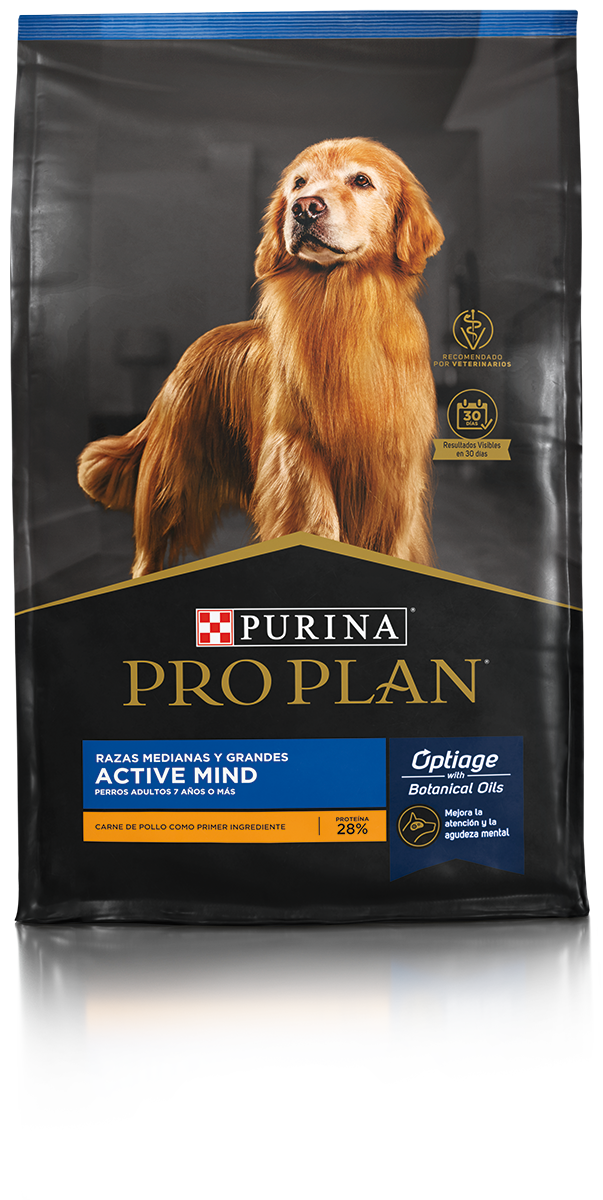 RECOMENDADO
POR VETERINARIOS
30
DÍAS
Resultados Visibles
en 30 días
PURINA®
PRO PLAN®
RAZAS MEDIANAS Y GRANDES
ACTIVE MIND
PERROS ADULTOS 7 AÑOS O MÁS
CARNE DE POLLO COMO PRIMER INGREDIENTE
PROTEÍNA
28%
Optiage
with
Botanical Oils
Mejora la
atención y la
agudeza mental